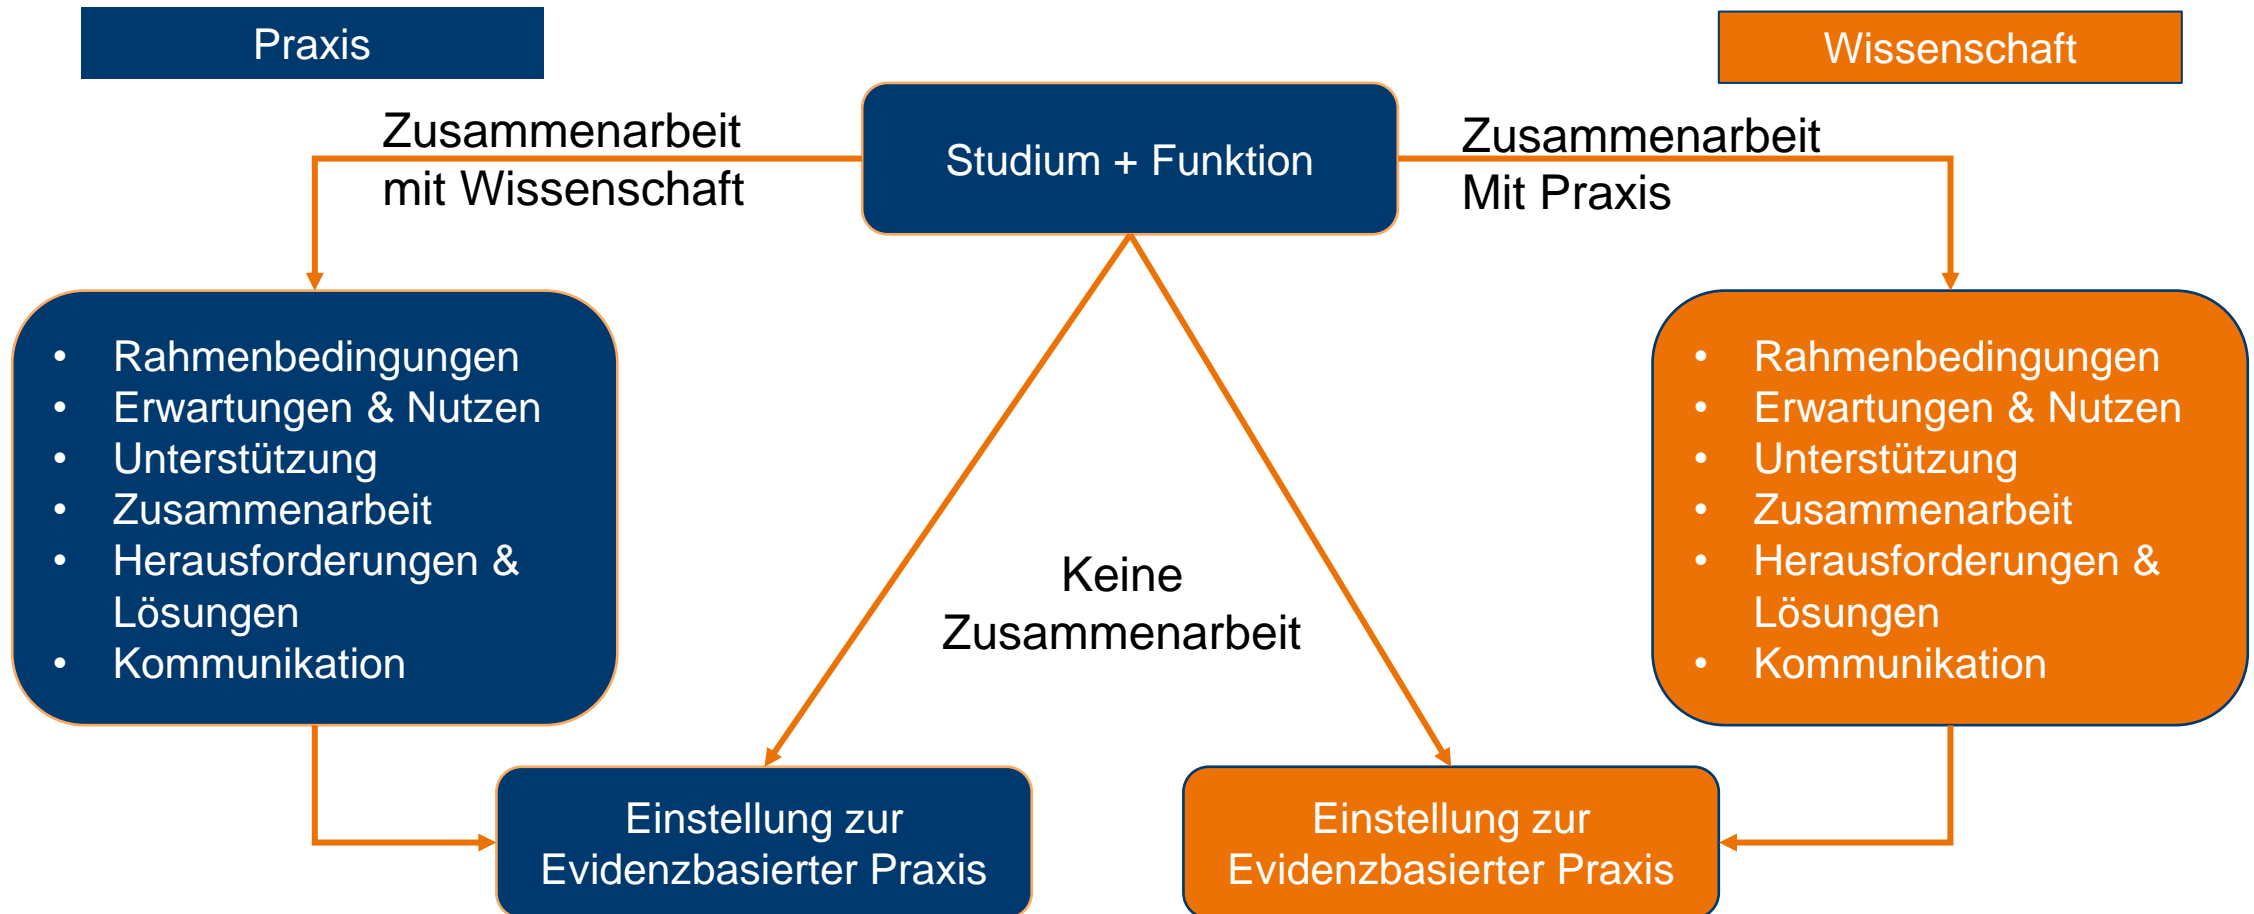 Praxis
Wissenschaft
Zusammenarbeit
mit Wissenschaft
Studium + Funktion
Zusammenarbeit
Mit Praxis
• Rahmenbedingungen
• Erwartungen & Nutzen
• Unterstützung
• Zusammenarbeit
• Herausforderungen &
Lösungen
• Kommunikation
Keine
Zusammenarbeit
• Rahmenbedingungen
• Erwartungen & Nutzen
• Unterstützung
• Zusammenarbeit
• Herausforderungen &
Lösungen
• Kommunikation
Einstellung zur
Evidenzbasierter Praxis
Einstellung zur
Evidenzbasierter Praxis